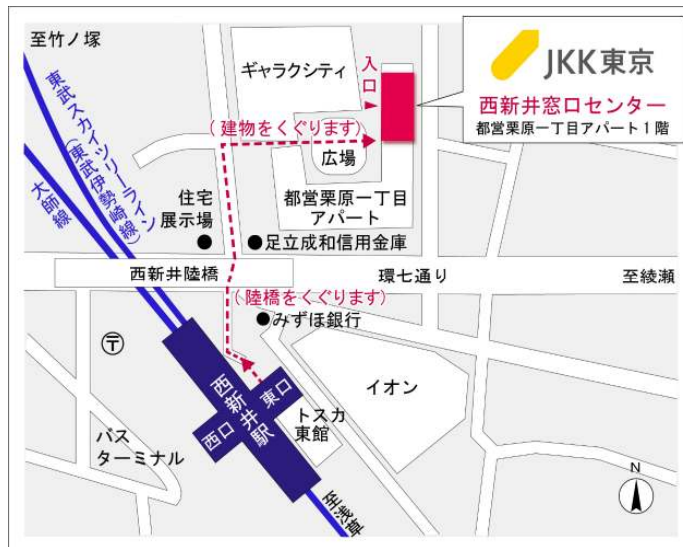 至竹ノ塚
ギャラクシティ
入口
JKK東京
西新井窓口センター
都営栗原一丁目アパート1階
東武スカイツリーライン
(東武伊勢崎線)
大師線
(建物をくぐります)
広場
都営栗原一丁目
アパート
住宅
展示場
足立成和信用金庫
西新井陸橋
環七通り
至綾瀬
(陸橋をくぐります)
みずほ銀行
〒
イオン
西新井駅
東口
西口
トスカ
東館
バス
ターミナル
至浅草
N